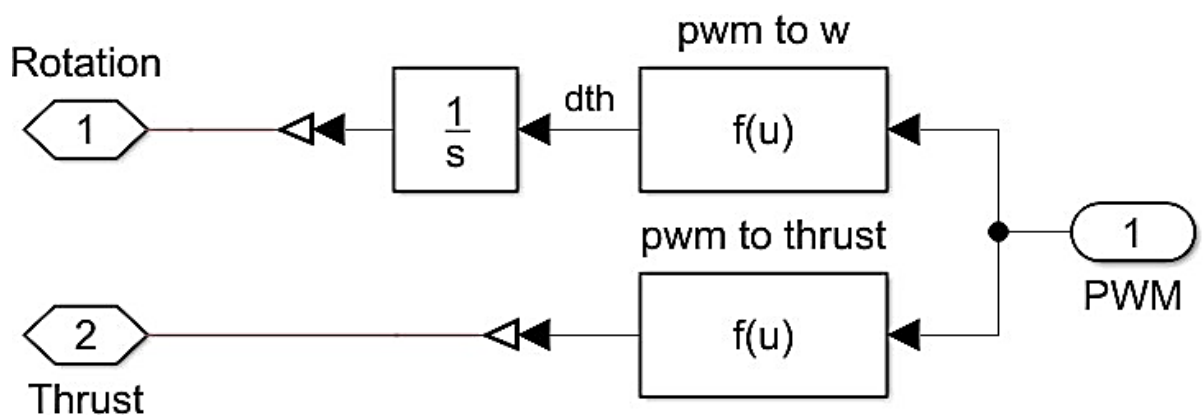 pwm to w
Rotation
1
1
s
dth
f(u)
pwm to thrust
1
PWM
2
f(u)
Thrust